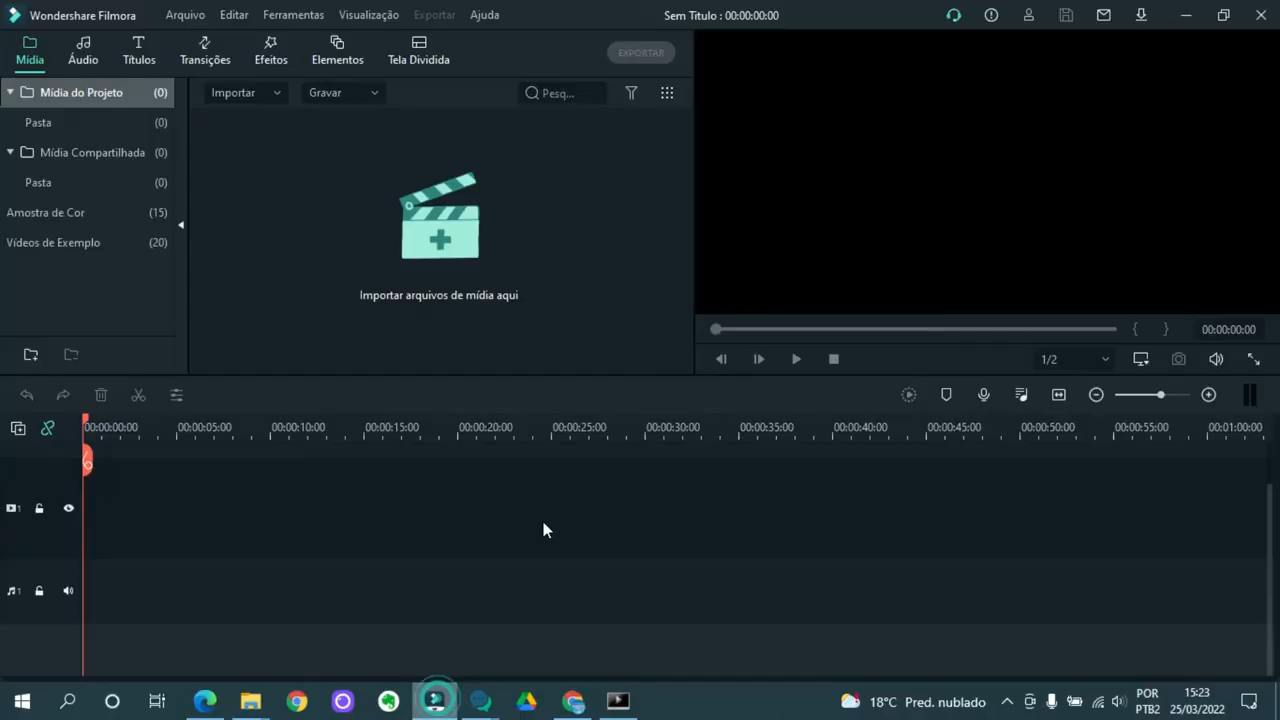 Wondershare Filmora Arquivo Editar Ferramentas Visualização Exportar Ajuda Sem Titulo : 00:00:00:00
Mídia Áudio Títulos Transições Efeitos Elementos Tela Dividida EXPORTAR
Mídia do Projeto (0) Importar Gravar Pesq...
Pasta (0)
Mídia Compartilhada (0)
Pasta (0)
Amostra de Cor (15)
Vídeos de Exemplo (20)
Importar arquivos de mídia aqui
{ } 00:00:00:00
1/2
00:00:00:00 00:00:05:00 00:00:10:00 00:00:15:00 00:00:20:00 00:00:25:00 00:00:30:00 00:00:35:00 00:00:40:00 00:00:45:00 00:00:50:00 00:00:55:00 00:01:00:00
1
1
18°C Pred. nublado POR 15:23
PTB2 25/03/2022